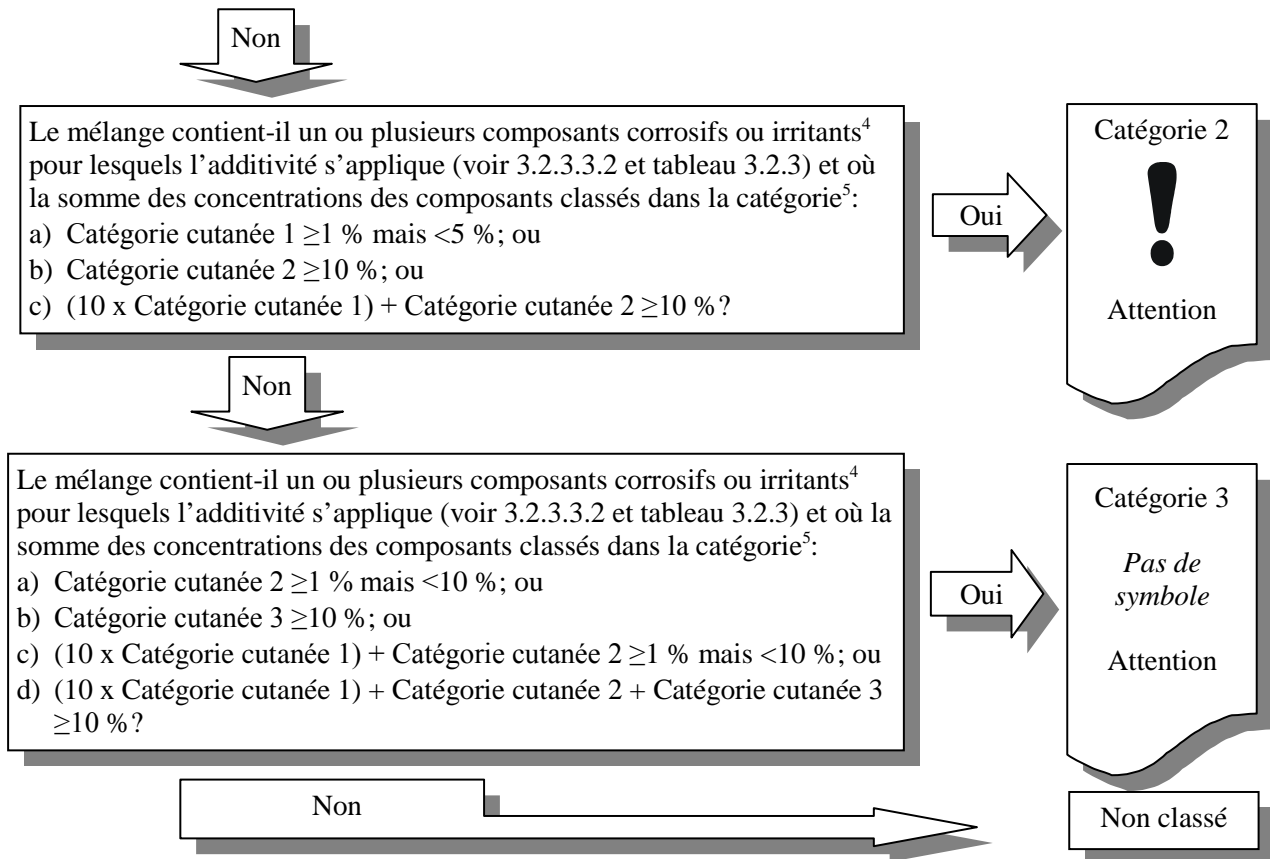 Non
Le mélange contient-il un ou plusieurs composants corrosifs ou irritants⁴
pour lesquels l'additivité s'applique (voir 3.2.3.3.2 et tableau 3.2.3) et où
la somme des concentrations des composants classés dans la catégorie⁵:
a) Catégorie cutanée 1 ≥1 % mais <5 %; ou
b) Catégorie cutanée 2 ≥10 %; ou
c) (10 x Catégorie cutanée 1) + Catégorie cutanée 2 ≥10 %?
Oui
Catégorie 2
!
Attention
Non
Le mélange contient-il un ou plusieurs composants corrosifs ou irritants⁴
pour lesquels l'additivité s'applique (voir 3.2.3.3.2 et tableau 3.2.3) et où la
somme des concentrations des composants classés dans la catégorie⁵:
a) Catégorie cutanée 2 ≥1 % mais <10 %; ou
b) Catégorie cutanée 3 ≥10 %; ou
c) (10 x Catégorie cutanée 1) + Catégorie cutanée 2 ≥1 % mais <10 %; ou
d) (10 x Catégorie cutanée 1) + Catégorie cutanée 2 + Catégorie cutanée 3
≥10 %?
Oui
Catégorie 3
Pas de
symbole
Attention
Non
Non classé